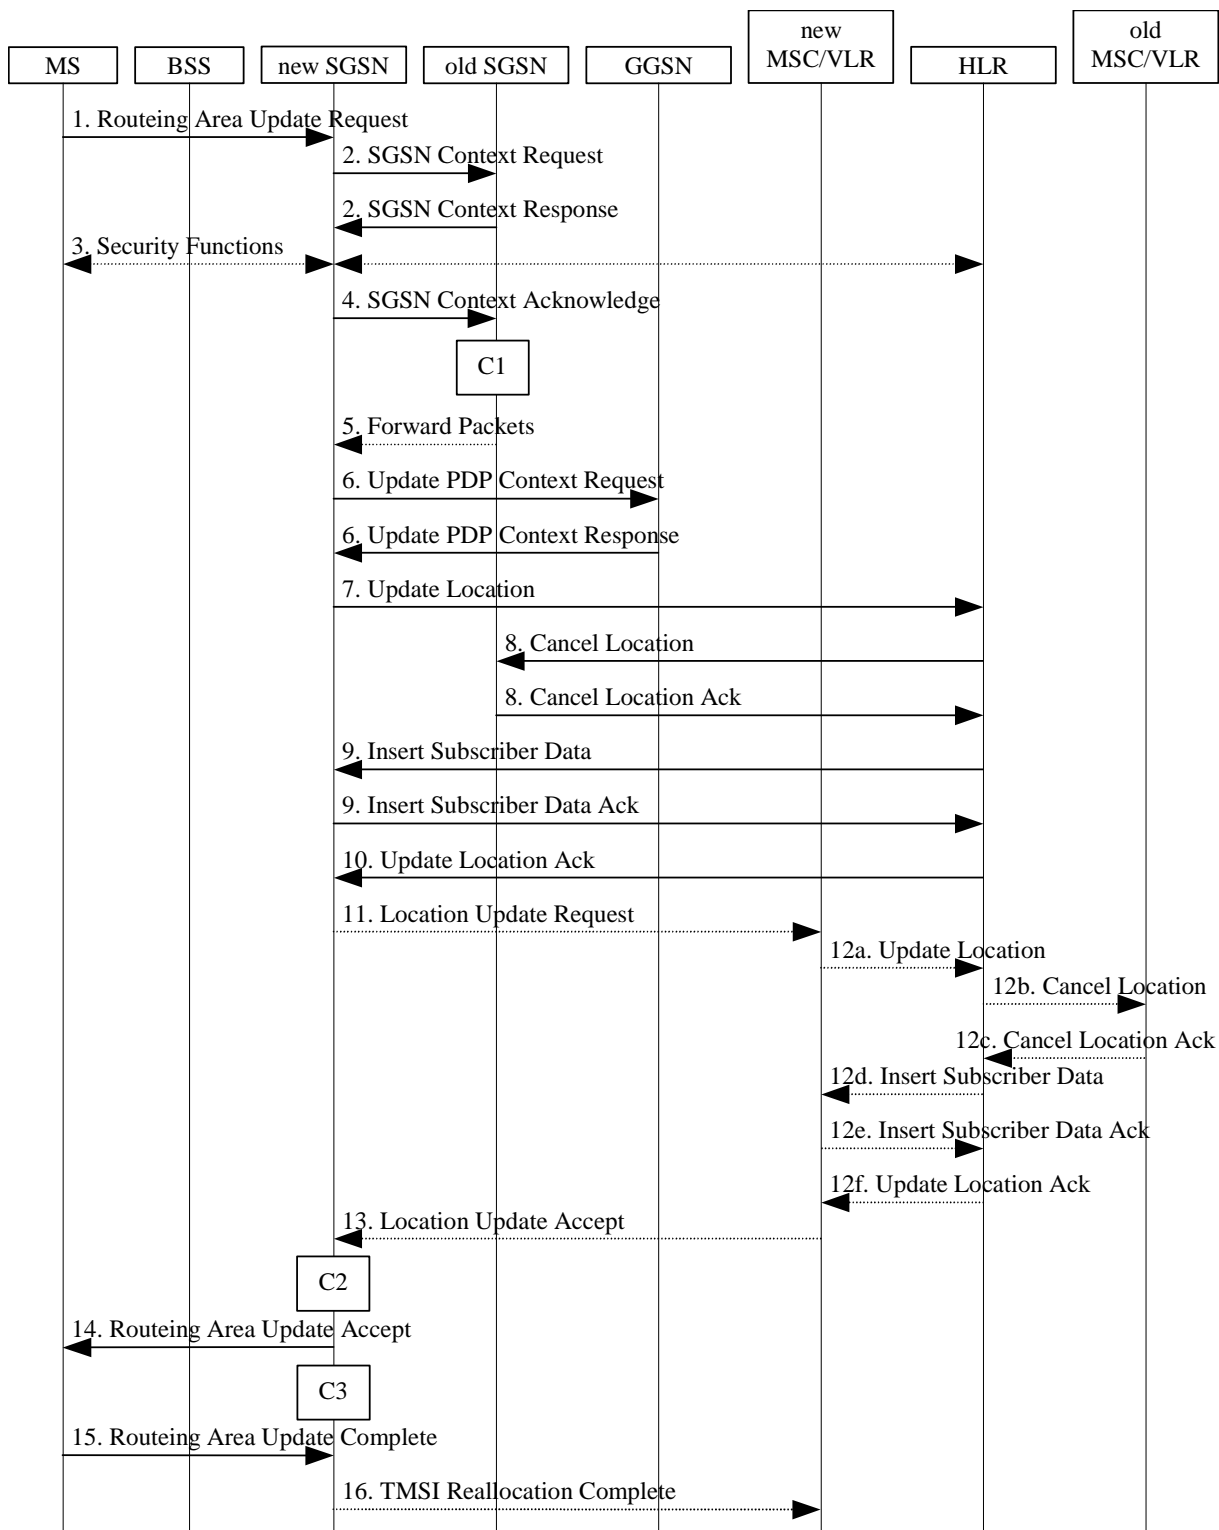 new
MSC/VLR
old
MSC/VLR
MS
BSS
new SGSN
old SGSN
GGSN
HLR
1. Routeing Area Update Request
2. SGSN Context Request
2. SGSN Context Response
3. Security Functions
4. SGSN Context Acknowledge
C1
5. Forward Packets
6. Update PDP Context Request
6. Update PDP Context Response
7. Update Location
8. Cancel Location
8. Cancel Location Ack
9. Insert Subscriber Data
9. Insert Subscriber Data Ack
10. Update Location Ack
11. Location Update Request
12a. Update Location
12b. Cancel Location
12c. Cancel Location Ack
12d. Insert Subscriber Data
12e. Insert Subscriber Data Ack
12f. Update Location Ack
13. Location Update Accept
C2
14. Routeing Area Update Accept
C3
15. Routeing Area Update Complete
16. TMSI Reallocation Complete